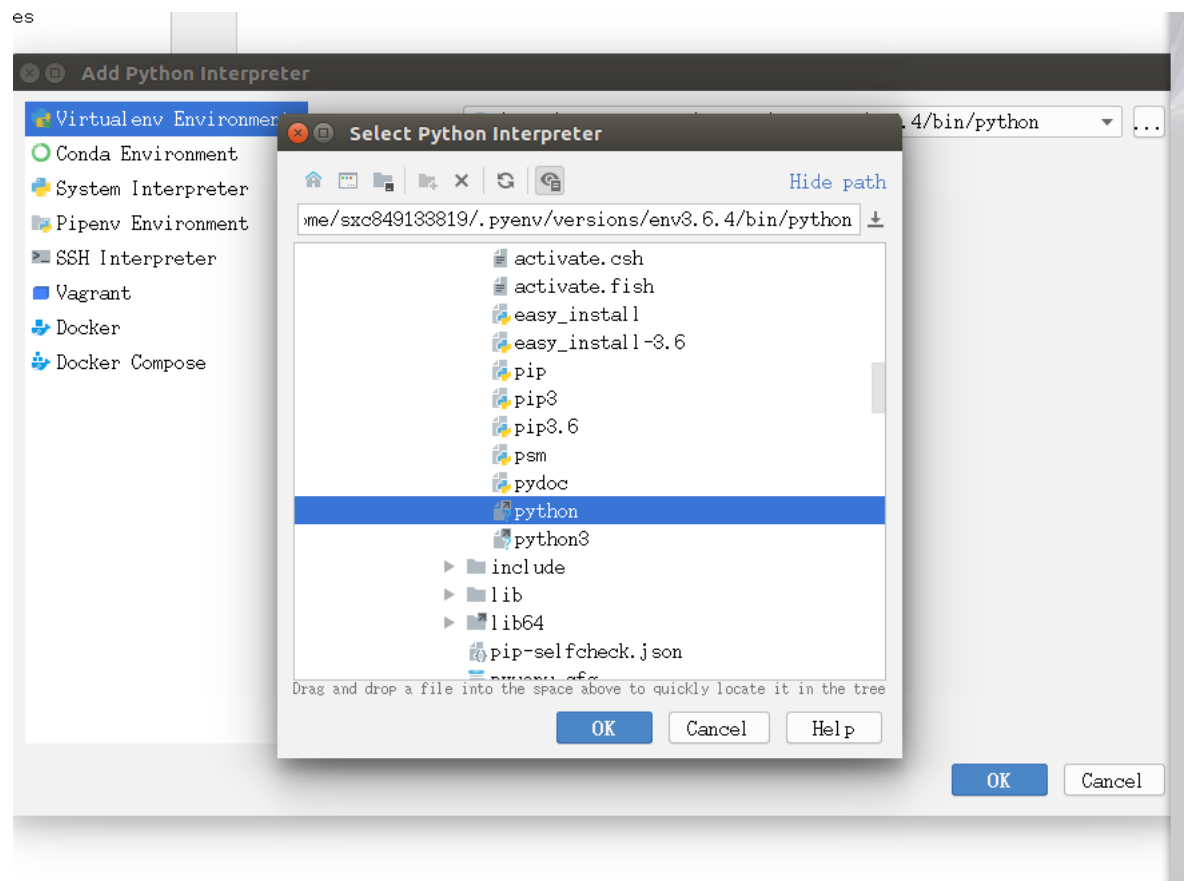 es
Add Python Interpreter
Virtualenv Environment
.4/bin/python
...
Conda Environment
System Interpreter
Pipenv Environment
SSH Interpreter
Vagrant
Docker
Docker Compose
Select Python Interpreter
Hide path
me/sxc849133819/.pyenv/versions/env3.6.4/bin/python
activate.csh
activate.fish
easy_install
easy_install-3.6
pip
pip3
pip3.6
psm
pydoc
python
python3
include
lib
lib64
pip-selfcheck.json
pyvenv.cfg
Drag and drop a file into the space above to quickly locate it in the tree
OK
Cancel
Help
OK
Cancel